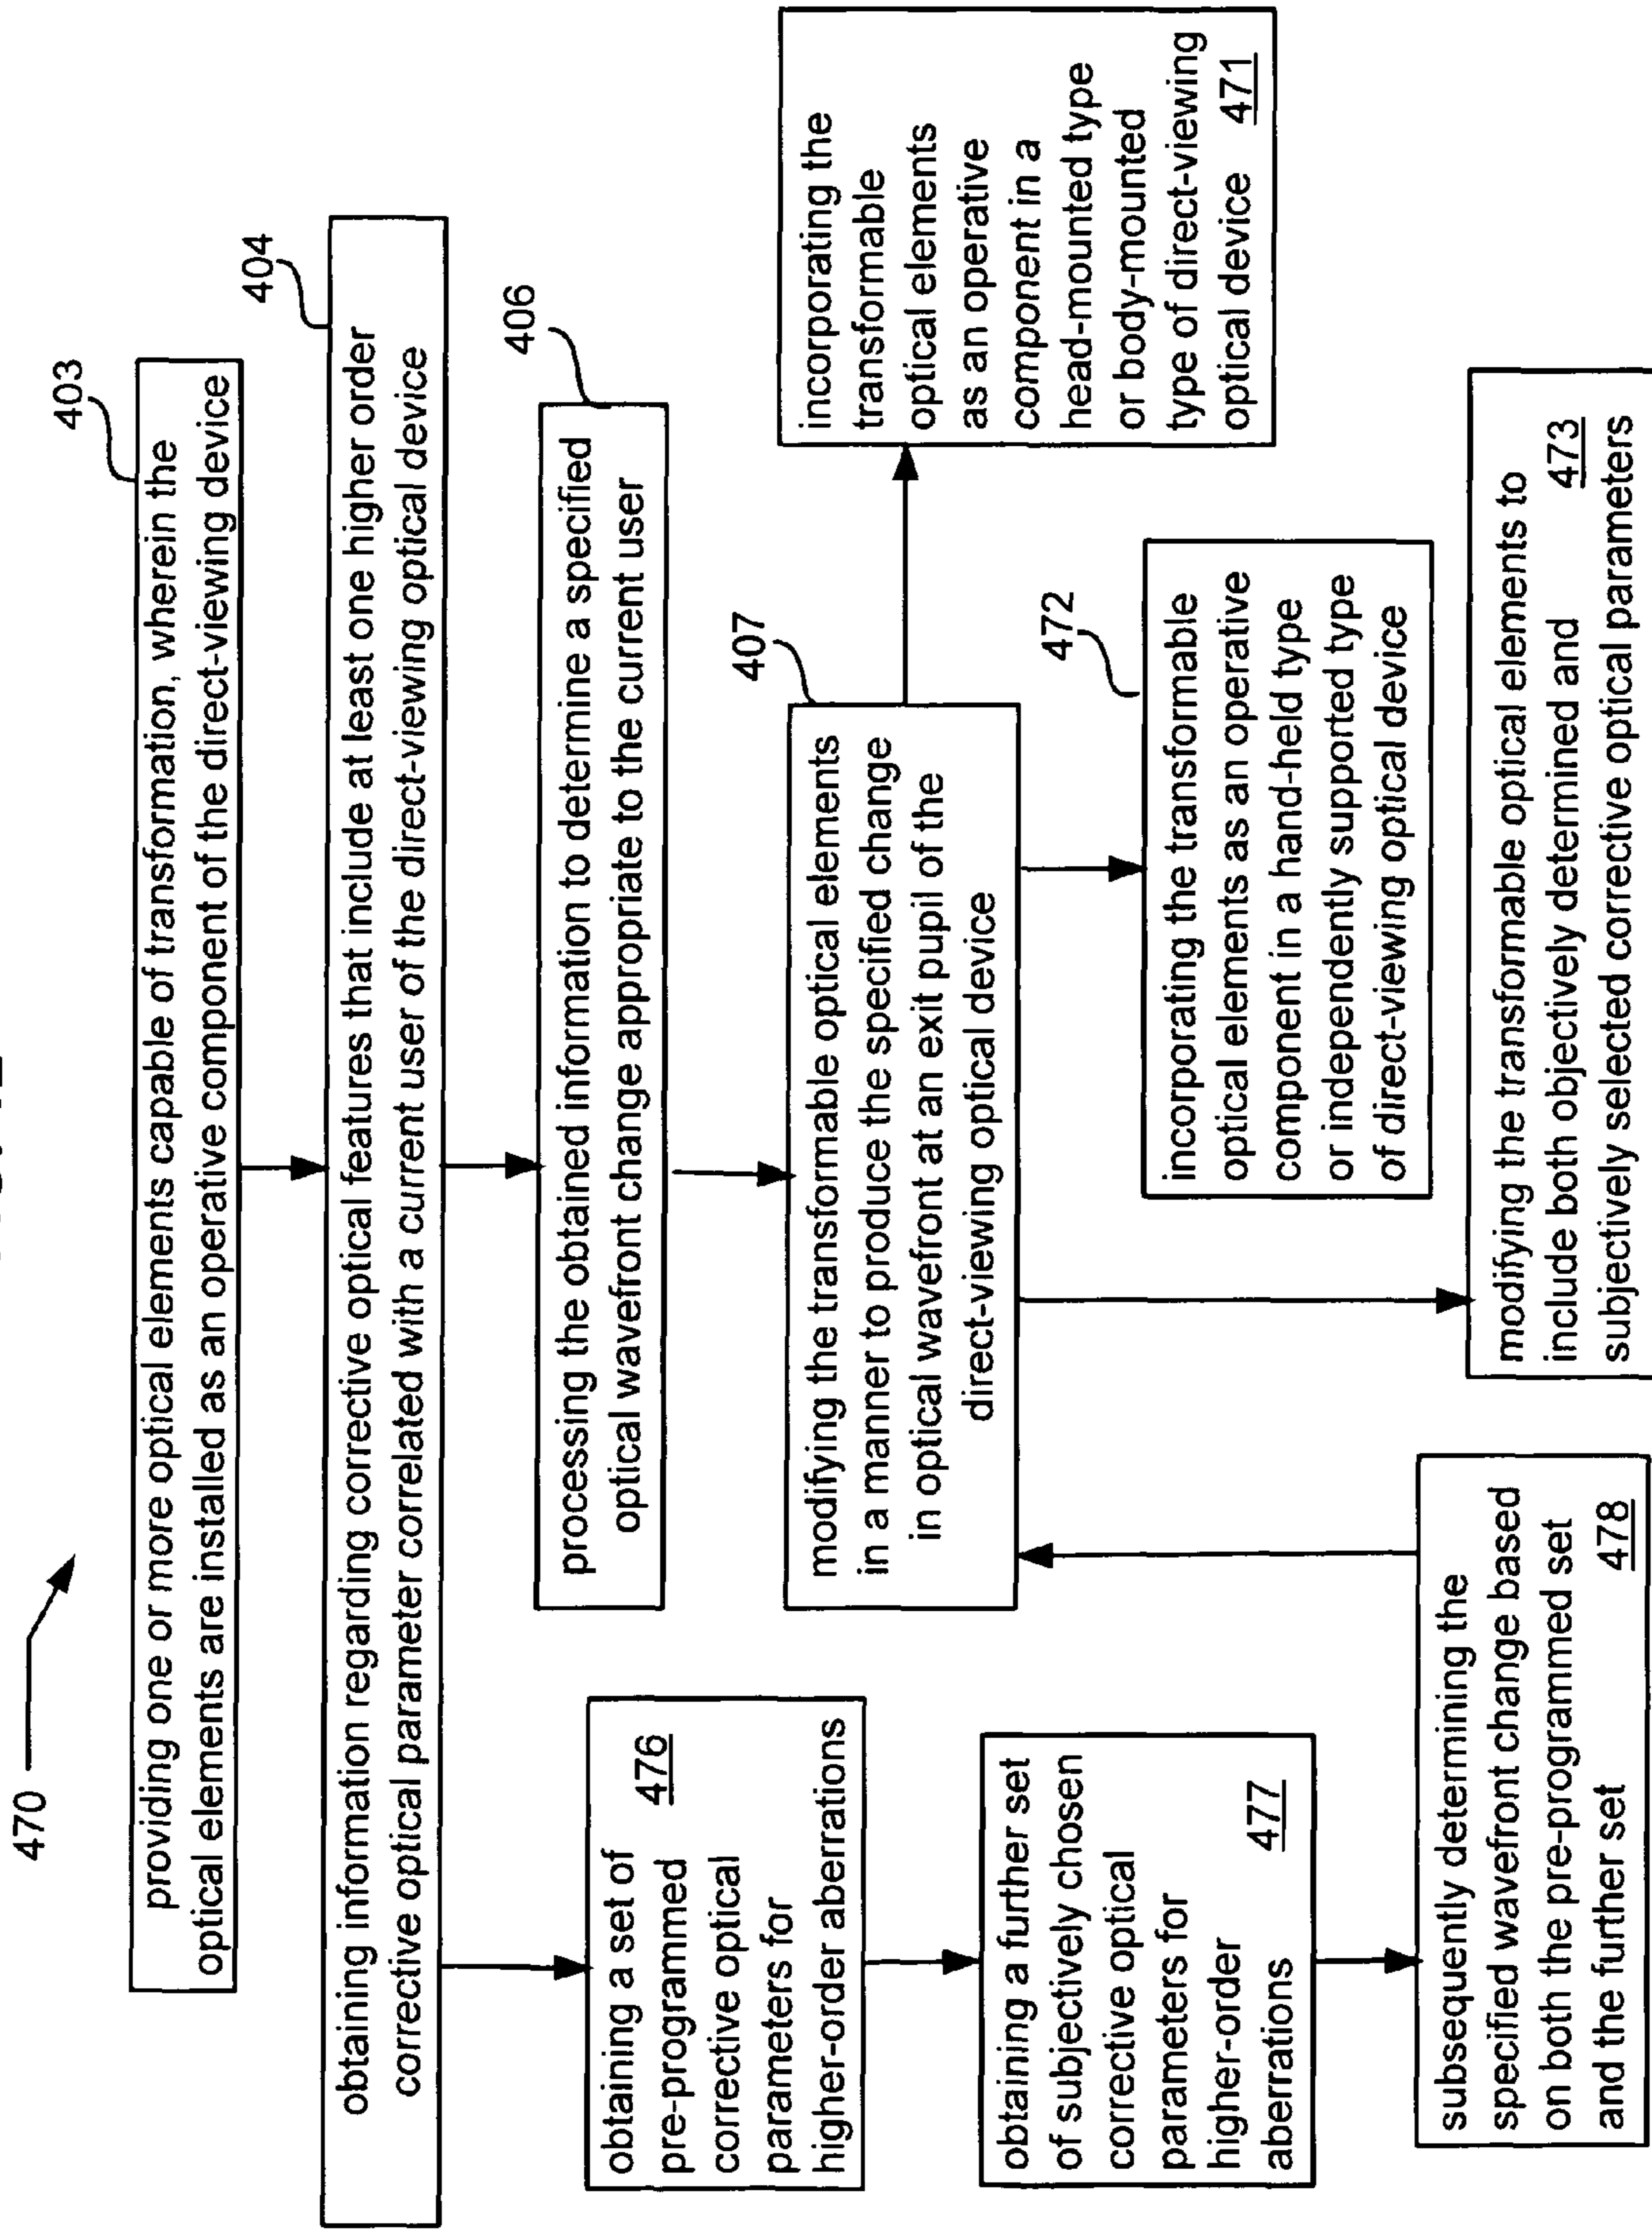 470
403
providing one or more optical elements capable of transformation, wherein the
optical elements are installed as an operative component of the direct-viewing device
404
obtaining information regarding corrective optical features that include at least one higher order
corrective optical parameter correlated with a current user of the direct-viewing optical device
406
processing the obtained information to determine a specified
optical wavefront change appropriate to the current user
407
modifying the transformable optical elements
in a manner to produce the specified change
in optical wavefront at an exit pupil of the
direct-viewing optical device
incorporating the
transformable
optical elements
as an operative
component in a
head-mounted type
or body-mounted
type of direct-viewing
optical device 471
472
incorporating the transformable
optical elements as an operative
component in a hand-held type
or independently supported type
of direct-viewing optical device
modifying the transformable optical elements to
include both objectively determined and 473
subjectively selected corrective optical parameters
obtaining a set of
pre-programmed 476
corrective optical
parameters for
higher-order aberrations
obtaining a further set
of subjectively chosen
corrective optical
parameters for
higher-order
aberrations 477
subsequently determining the
specified wavefront change based
on both the pre-programmed set
and the further set 478